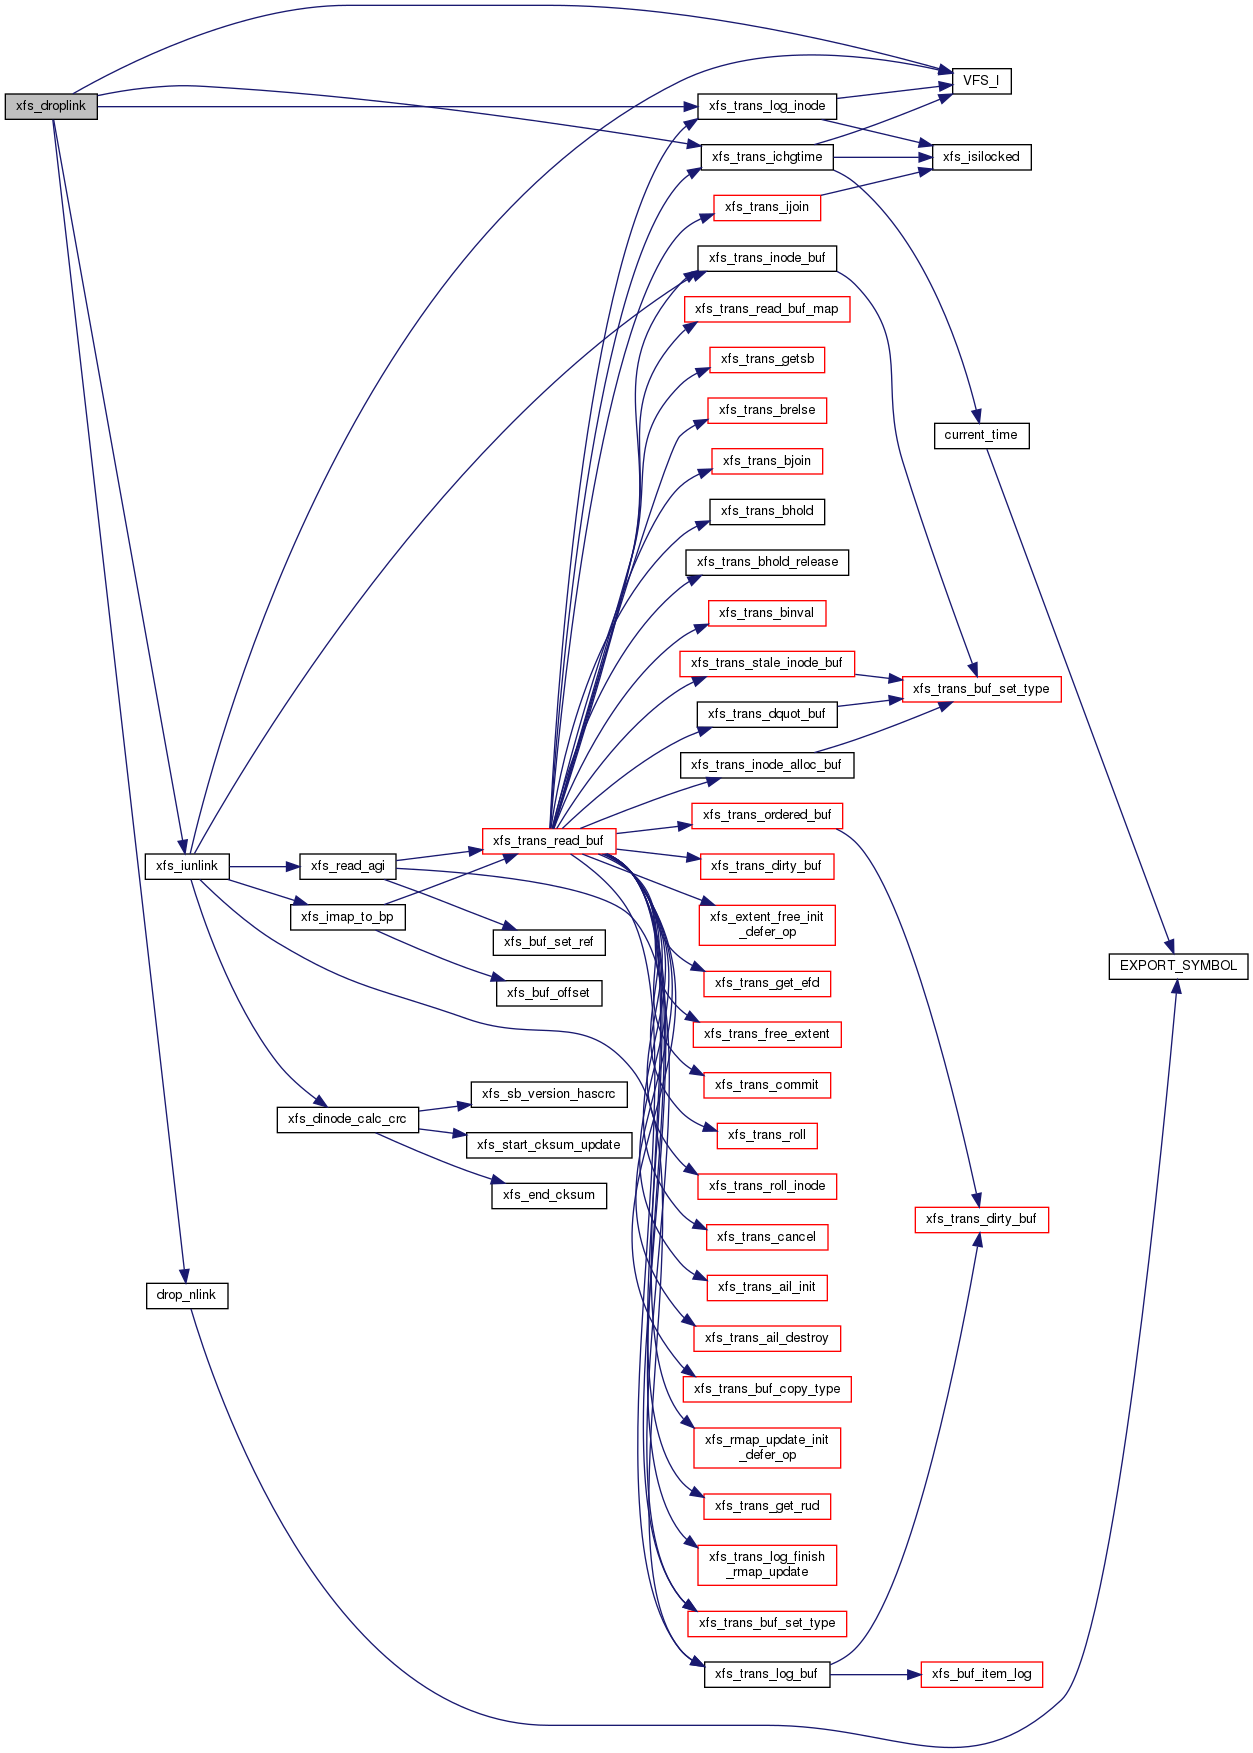 VFS_I
xfs_droplink
xfs_trans_log_inode
xfs_trans_ichgtime
xfs_isilocked
xfs_trans_ijoin
xfs_trans_inode_buf
xfs_trans_read_buf_map
xfs_trans_getsb
xfs_trans_brelse
current_time
xfs_trans_bjoin
xfs_trans_bhold
xfs_trans_bhold_release
xfs_trans_binval
xfs_trans_stale_inode_buf
xfs_trans_buf_set_type
xfs_trans_dquot_buf
xfs_trans_inode_alloc_buf
xfs_trans_ordered_buf
xfs_trans_read_buf
xfs_iunlink
xfs_read_agi
xfs_trans_dirty_buf
xfs_imap_to_bp
xfs_extent_free_init
_defer_op
xfs_buf_set_ref
EXPORT_SYMBOL
xfs_trans_get_efd
xfs_buf_offset
xfs_trans_free_extent
xfs_trans_commit
xfs_sb_version_hascrc
xfs_dinode_calc_crc
xfs_trans_roll
xfs_start_cksum_update
xfs_trans_roll_inode
xfs_end_cksum
xfs_trans_dirty_buf
xfs_trans_cancel
xfs_trans_ail_init
drop_nlink
xfs_trans_ail_destroy
xfs_trans_buf_copy_type
xfs_rmap_update_init
_defer_op
xfs_trans_get_rud
xfs_trans_log_finish
_rmap_update
xfs_trans_buf_set_type
xfs_trans_log_buf
xfs_buf_item_log